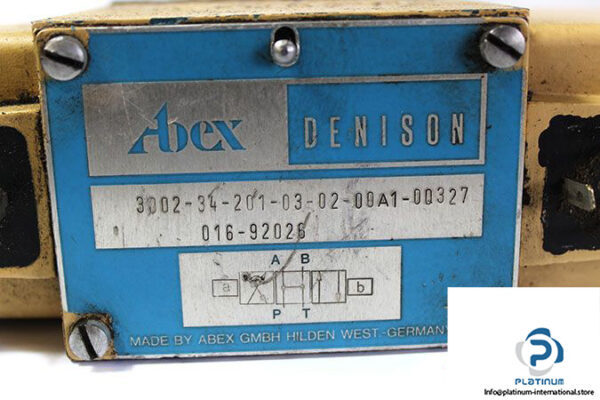 Abex DENISON
3D02-34-201-03-02-00A1-00327
016-92026
A B
a b
P T
MADE BY ABEX GMBH HILDEN WEST.-GERMANY
PLATINUM
Info@platinum-international.store